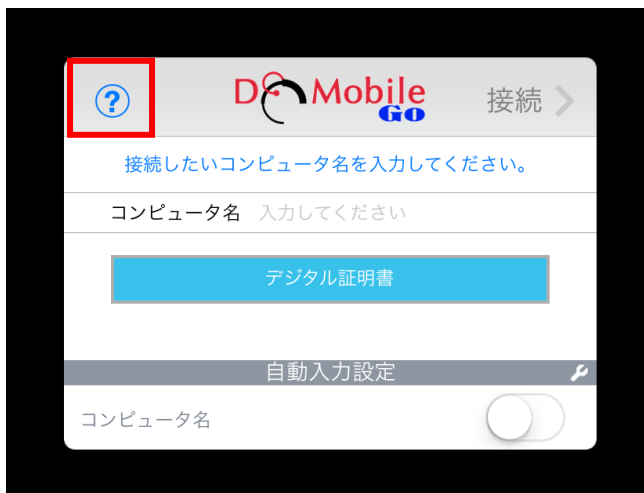 ?
DoMobile
Go
接続
接続したいコンピュータ名を入力してください。
コンピュータ名 入力してください
デジタル証明書
自動入力設定
コンピュータ名